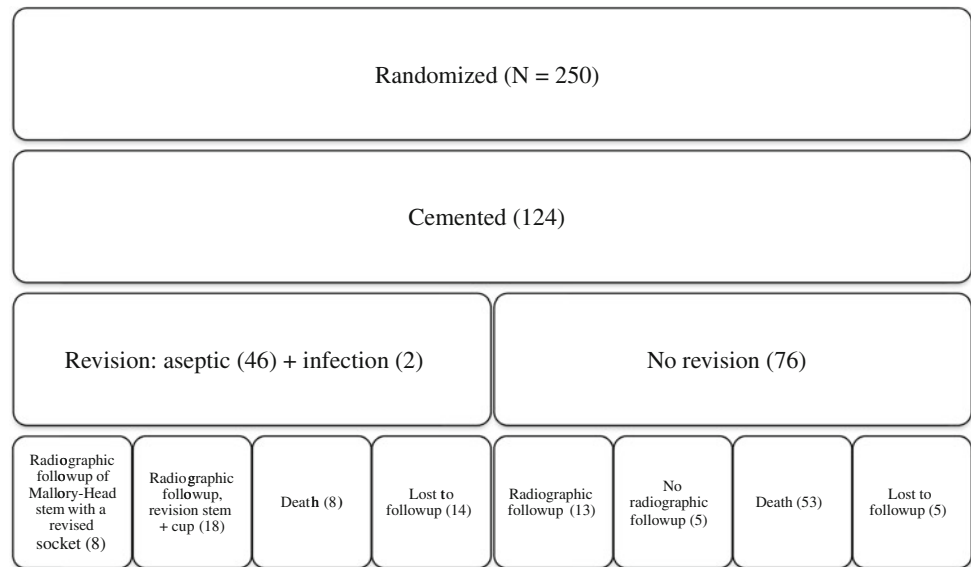 Randomized (N = 250)
Cemented (124)
Revision: aseptic (46) + infection (2)
No revision (76)
Radiographic
followup of
Mallory-Head
stem with a
revised
socket (8)
Radiographic
followup,
revision stem
+ cup (18)
Death (8)
Lost to
followup (14)
Radiographic
followup (13)
No
radiographic
followup (5)
Death (53)
Lost to
followup (5)